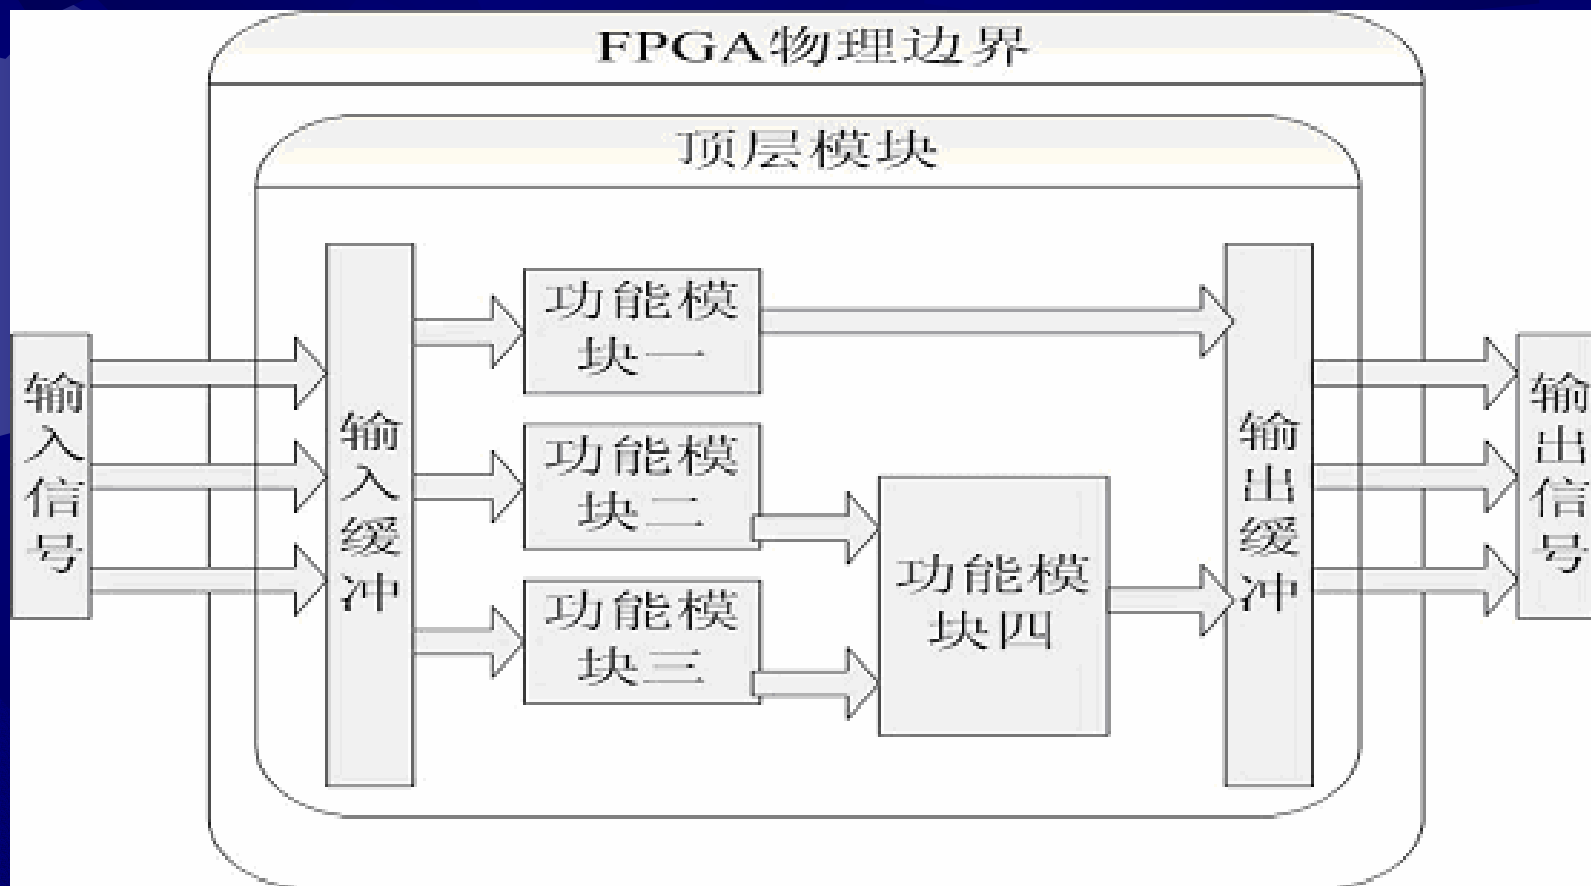 FPGA物理边界
顶层模块
输入信号
输入缓冲
功能模
块一
功能模
块二
功能模
块三
功能模
块四
输出缓冲
输出信号